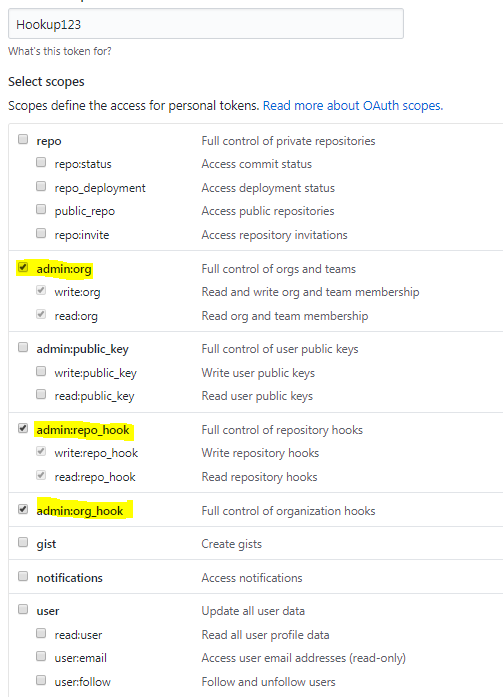 Hookup123
What's this token for?
Select scopes
Scopes define the access for personal tokens. Read more about OAuth scopes.
repo Full control of private repositories
repo:status Access commit status
repo_deployment Access deployment status
public_repo Access public repositories
repo:invite Access repository invitations
admin:org Full control of orgs and teams
write:org Read and write org and team membership
read:org Read org and team membership
admin:public_key Full control of user public keys
write:public_key Write user public keys
read:public_key Read user public keys
admin:repo_hook Full control of repository hooks
write:repo_hook Write repository hooks
read:repo_hook Read repository hooks
admin:org_hook Full control of organization hooks
gist Create gists
notifications Access notifications
user Update all user data
read:user Read all user profile data
user:email Access user email addresses (read-only)
user:follow Follow and unfollow users